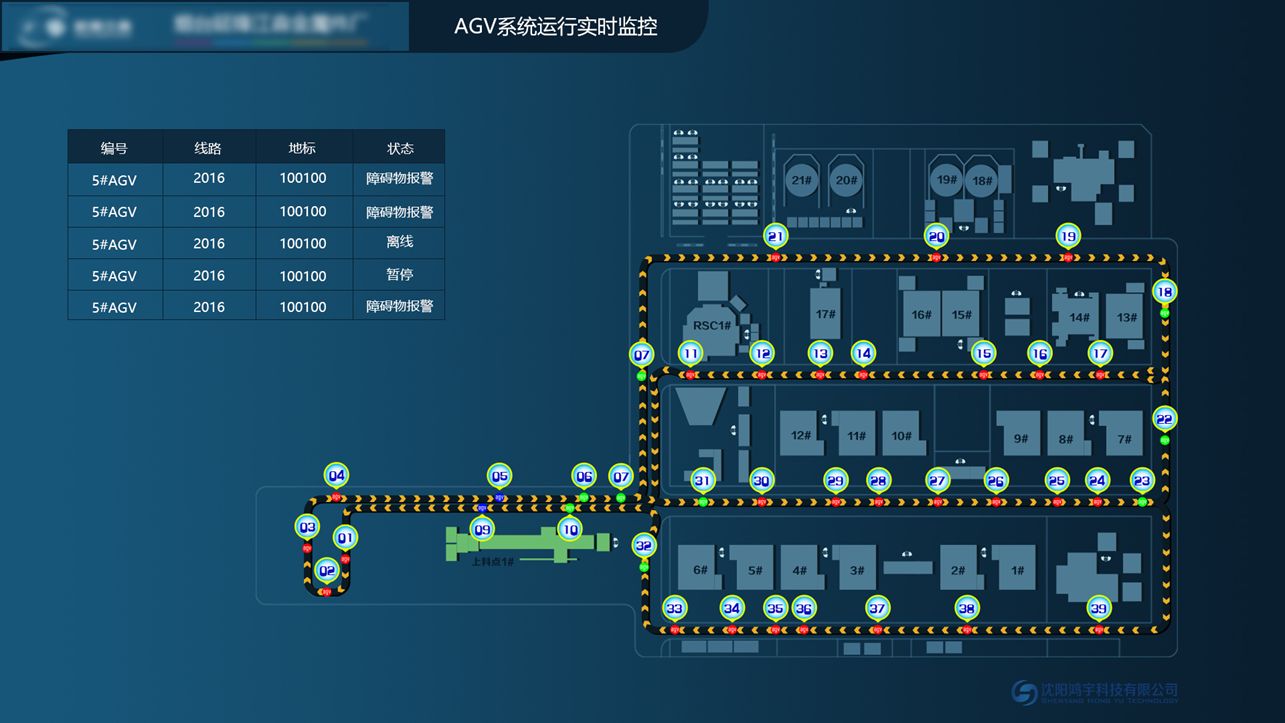 AGV系统运行实时监控
编号 线路 地标 状态
5#AGV 2016 100100 障碍物报警
5#AGV 2016 100100 障碍物报警
5#AGV 2016 100100 离线
5#AGV 2016 100100 暂停
5#AGV 2016 100100 障碍物报警
21# 20# 19# 18#
21 20 19
18
RSC1# 17# 16# 15# 14# 13#
07 11 12 13 14 15 16 17
22
12# 11# 10# 9# 8# 7#
04 05 06 07 31 30 29 28 27 26 25 24 23
03 01 09 10 32
上料点1#
02
6# 5# 4# 3# 2# 1#
33 34 35 36 37 38 39
沈阳鸿宇科技有限公司
SHENYANG HONG YU TECHNOLOGY